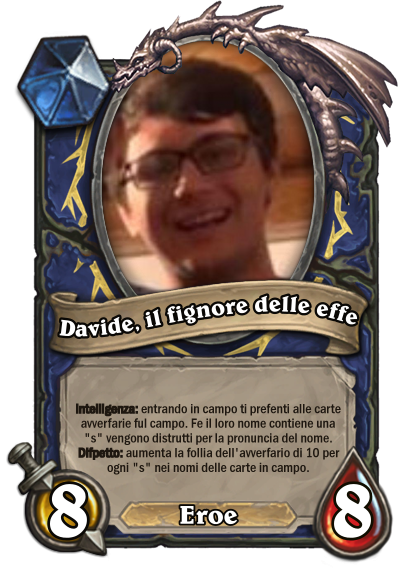 Davide, il fignore delle effe
Intelligenza: entrando in campo ti prefenti alle carte
avverfarie ful campo. Fe il loro nome contiene una
"s" vengono distrutti per la pronuncia del nome.
Difpetto: aumenta la follia dell'avverfario di 10 per
ogni "s" nei nomi delle carte in campo.
8
Eroe
8